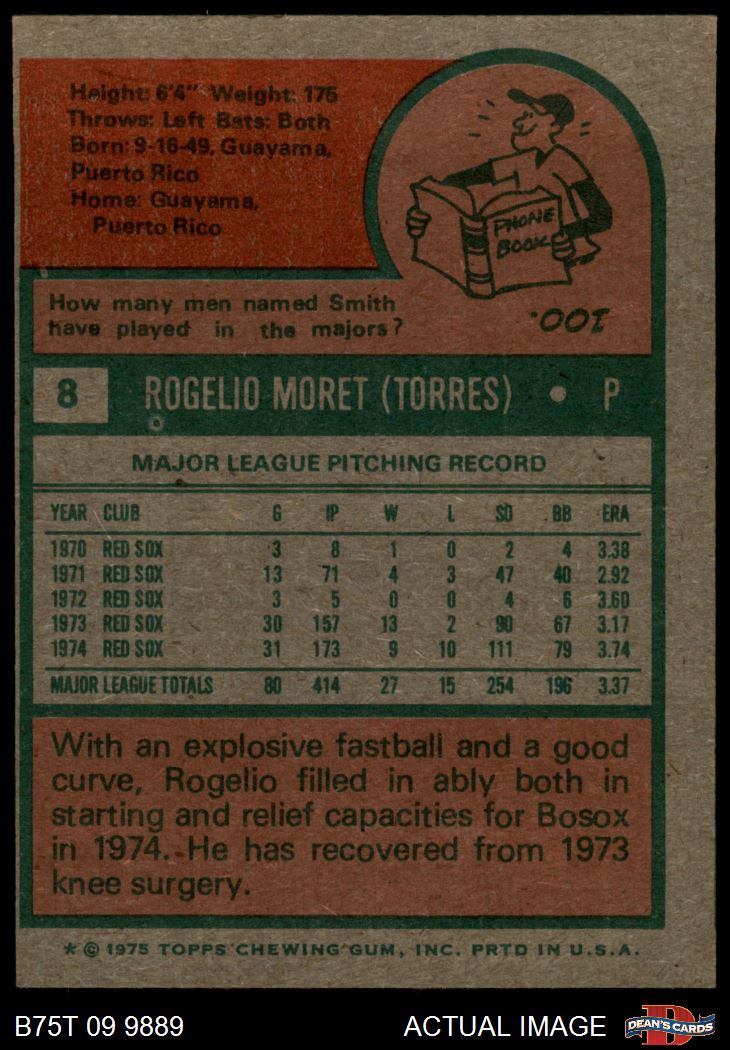 Height: 6'4" Weight: 175
Throws: Left Bats: Both
Born: 9-16-49, Guayama,
Puerto Rico
Home: Guayama,
Puerto Rico
PHONE
BOOK
How many men named Smith
have played in the majors?
100.
8 ROGELIO MORET (TORRES) • P
MAJOR LEAGUE PITCHING RECORD
YEAR CLUB G IP W L SO BB ERA
1970 RED SOX 3 8 1 0 2 4 3.38
1971 RED SOX 13 71 4 3 47 40 2.92
1972 RED SOX 3 5 0 0 4 6 3.60
1973 RED SOX 30 157 13 2 90 67 3.17
1974 RED SOX 31 173 9 10 111 79 3.74
MAJOR LEAGUE TOTALS 80 414 27 15 254 196 3.37
With an explosive fastball and a good
curve, Rogelio filled in ably both in
starting and relief capacities for Bosox
in 1974. He has recovered from 1973
knee surgery.
* © 1975 TOPPS CHEWING GUM, INC. PRTD IN U.S.A.
B75T 09 9889 ACTUAL IMAGE
D
DEAN'S CARDS